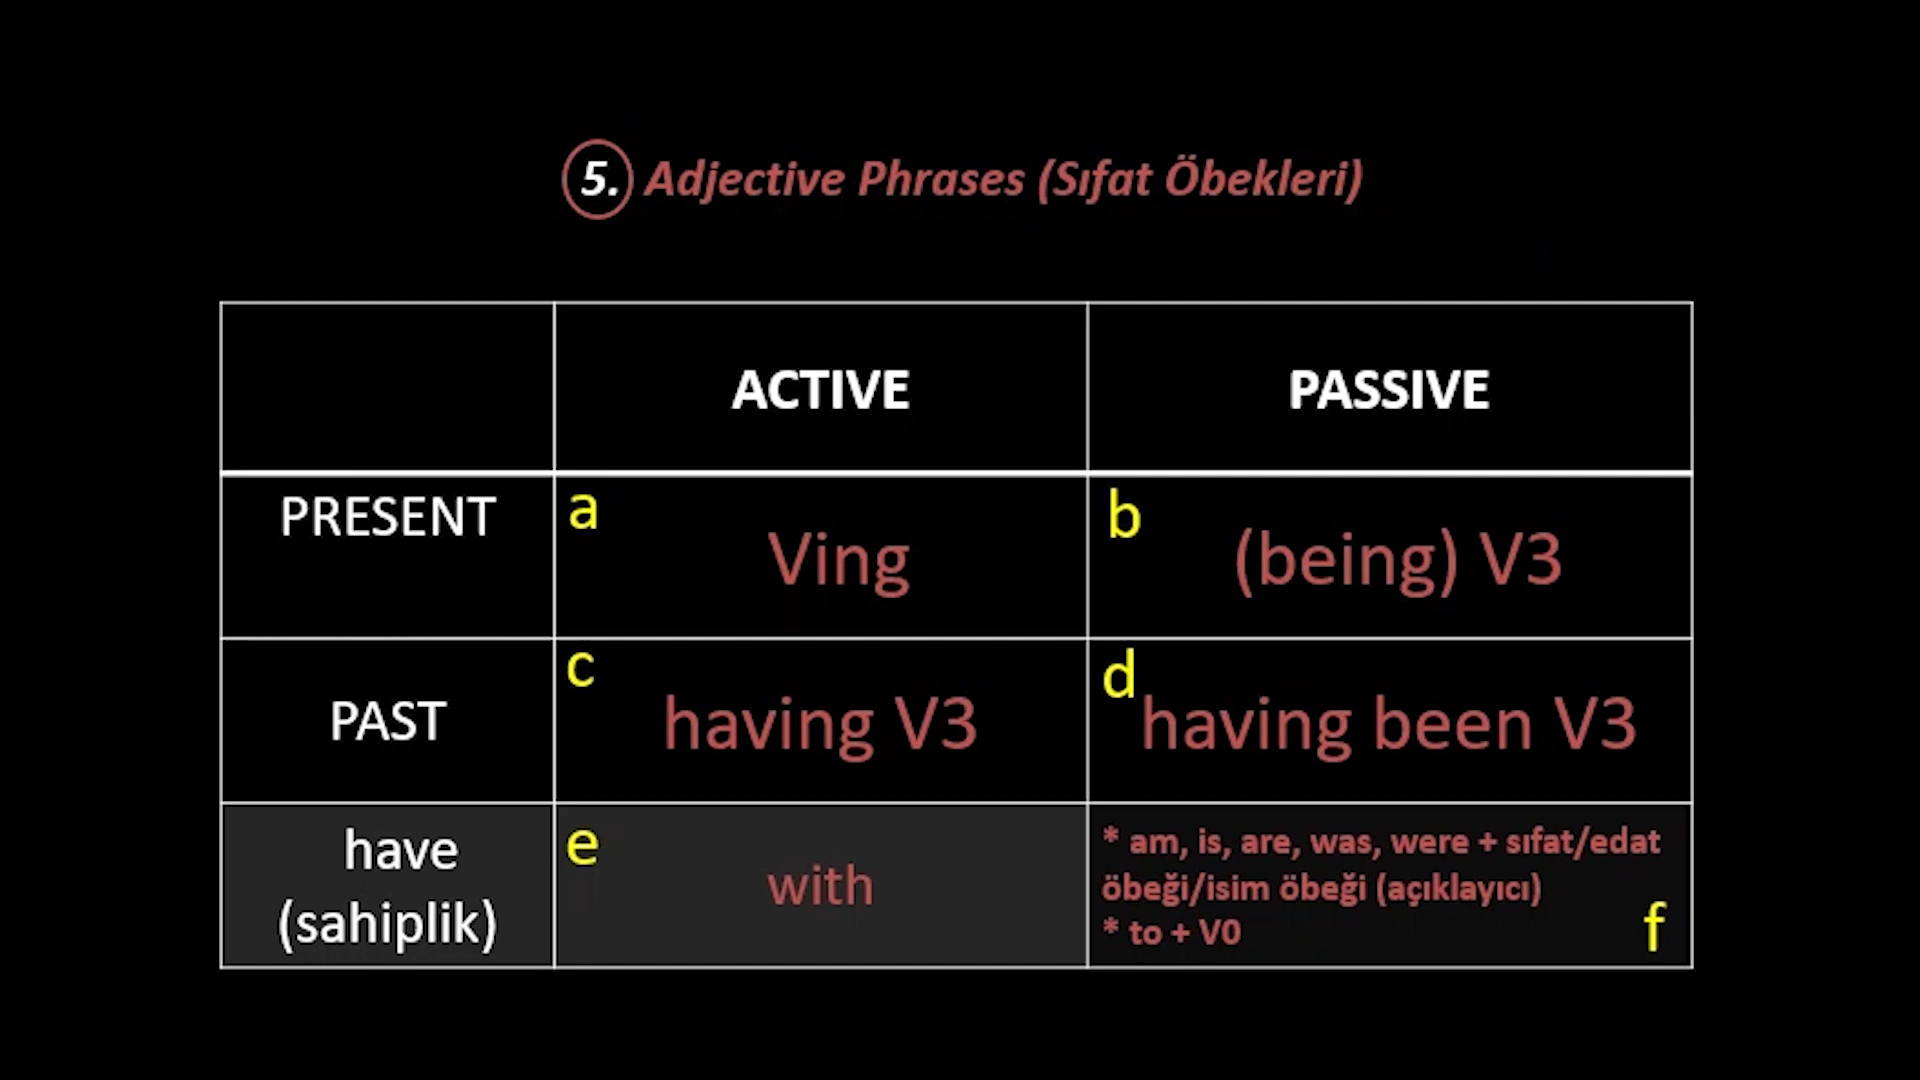 5. Adjective Phrases (Sıfat Öbekleri)
ACTIVE
PASSIVE
PRESENT
a
Ving
b
(being) V3
PAST
c
having V3
d
having been V3
have
(sahiplik)
e
with
* am, is, are, was, were + sıfat/edat
öbeği/isim öbeği (açıklayıcı)
* to + V0
f